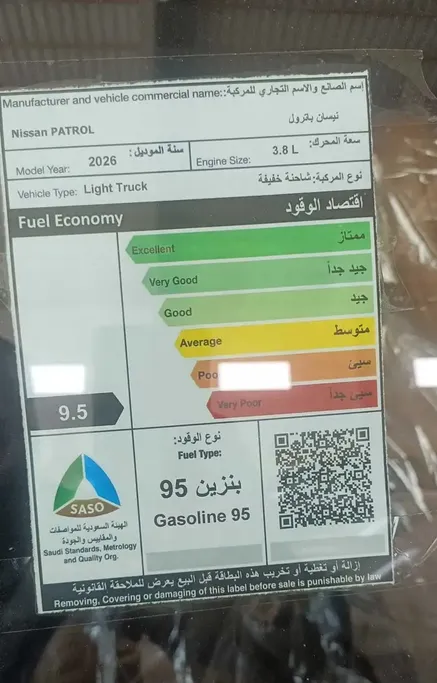 Manufacturer and vehicle commercial name:: إسم الصانع والاسم التجاري للمركبة
Nissan PATROL نيسان باترول
Model Year: 2026 سنة الموديل: Engine Size: 3.8 L سعة المحرك:
Vehicle Type: Light Truck نوع المركبة: شاحنة خفيفة
Fuel Economy اقتصاد الوقود
Excellent ممتاز
Very Good جيد جداً
Good جيد
Average متوسط
Poo سيئ
Very Poor سيئ جداً
9.5
نوع الوقود:
Fuel Type:
بنزين 95
Gasoline 95
SASO
الهيئة السعودية للمواصفات
والمقاييس والجودة
Saudi Standards, Metrology
and Quality Org.
إزالة أو تغطية أو تخريب هذه البطاقة قبل البيع يعرض للملاحقة القانونية
Removing, Covering or damaging of this label before sale is punishable by law